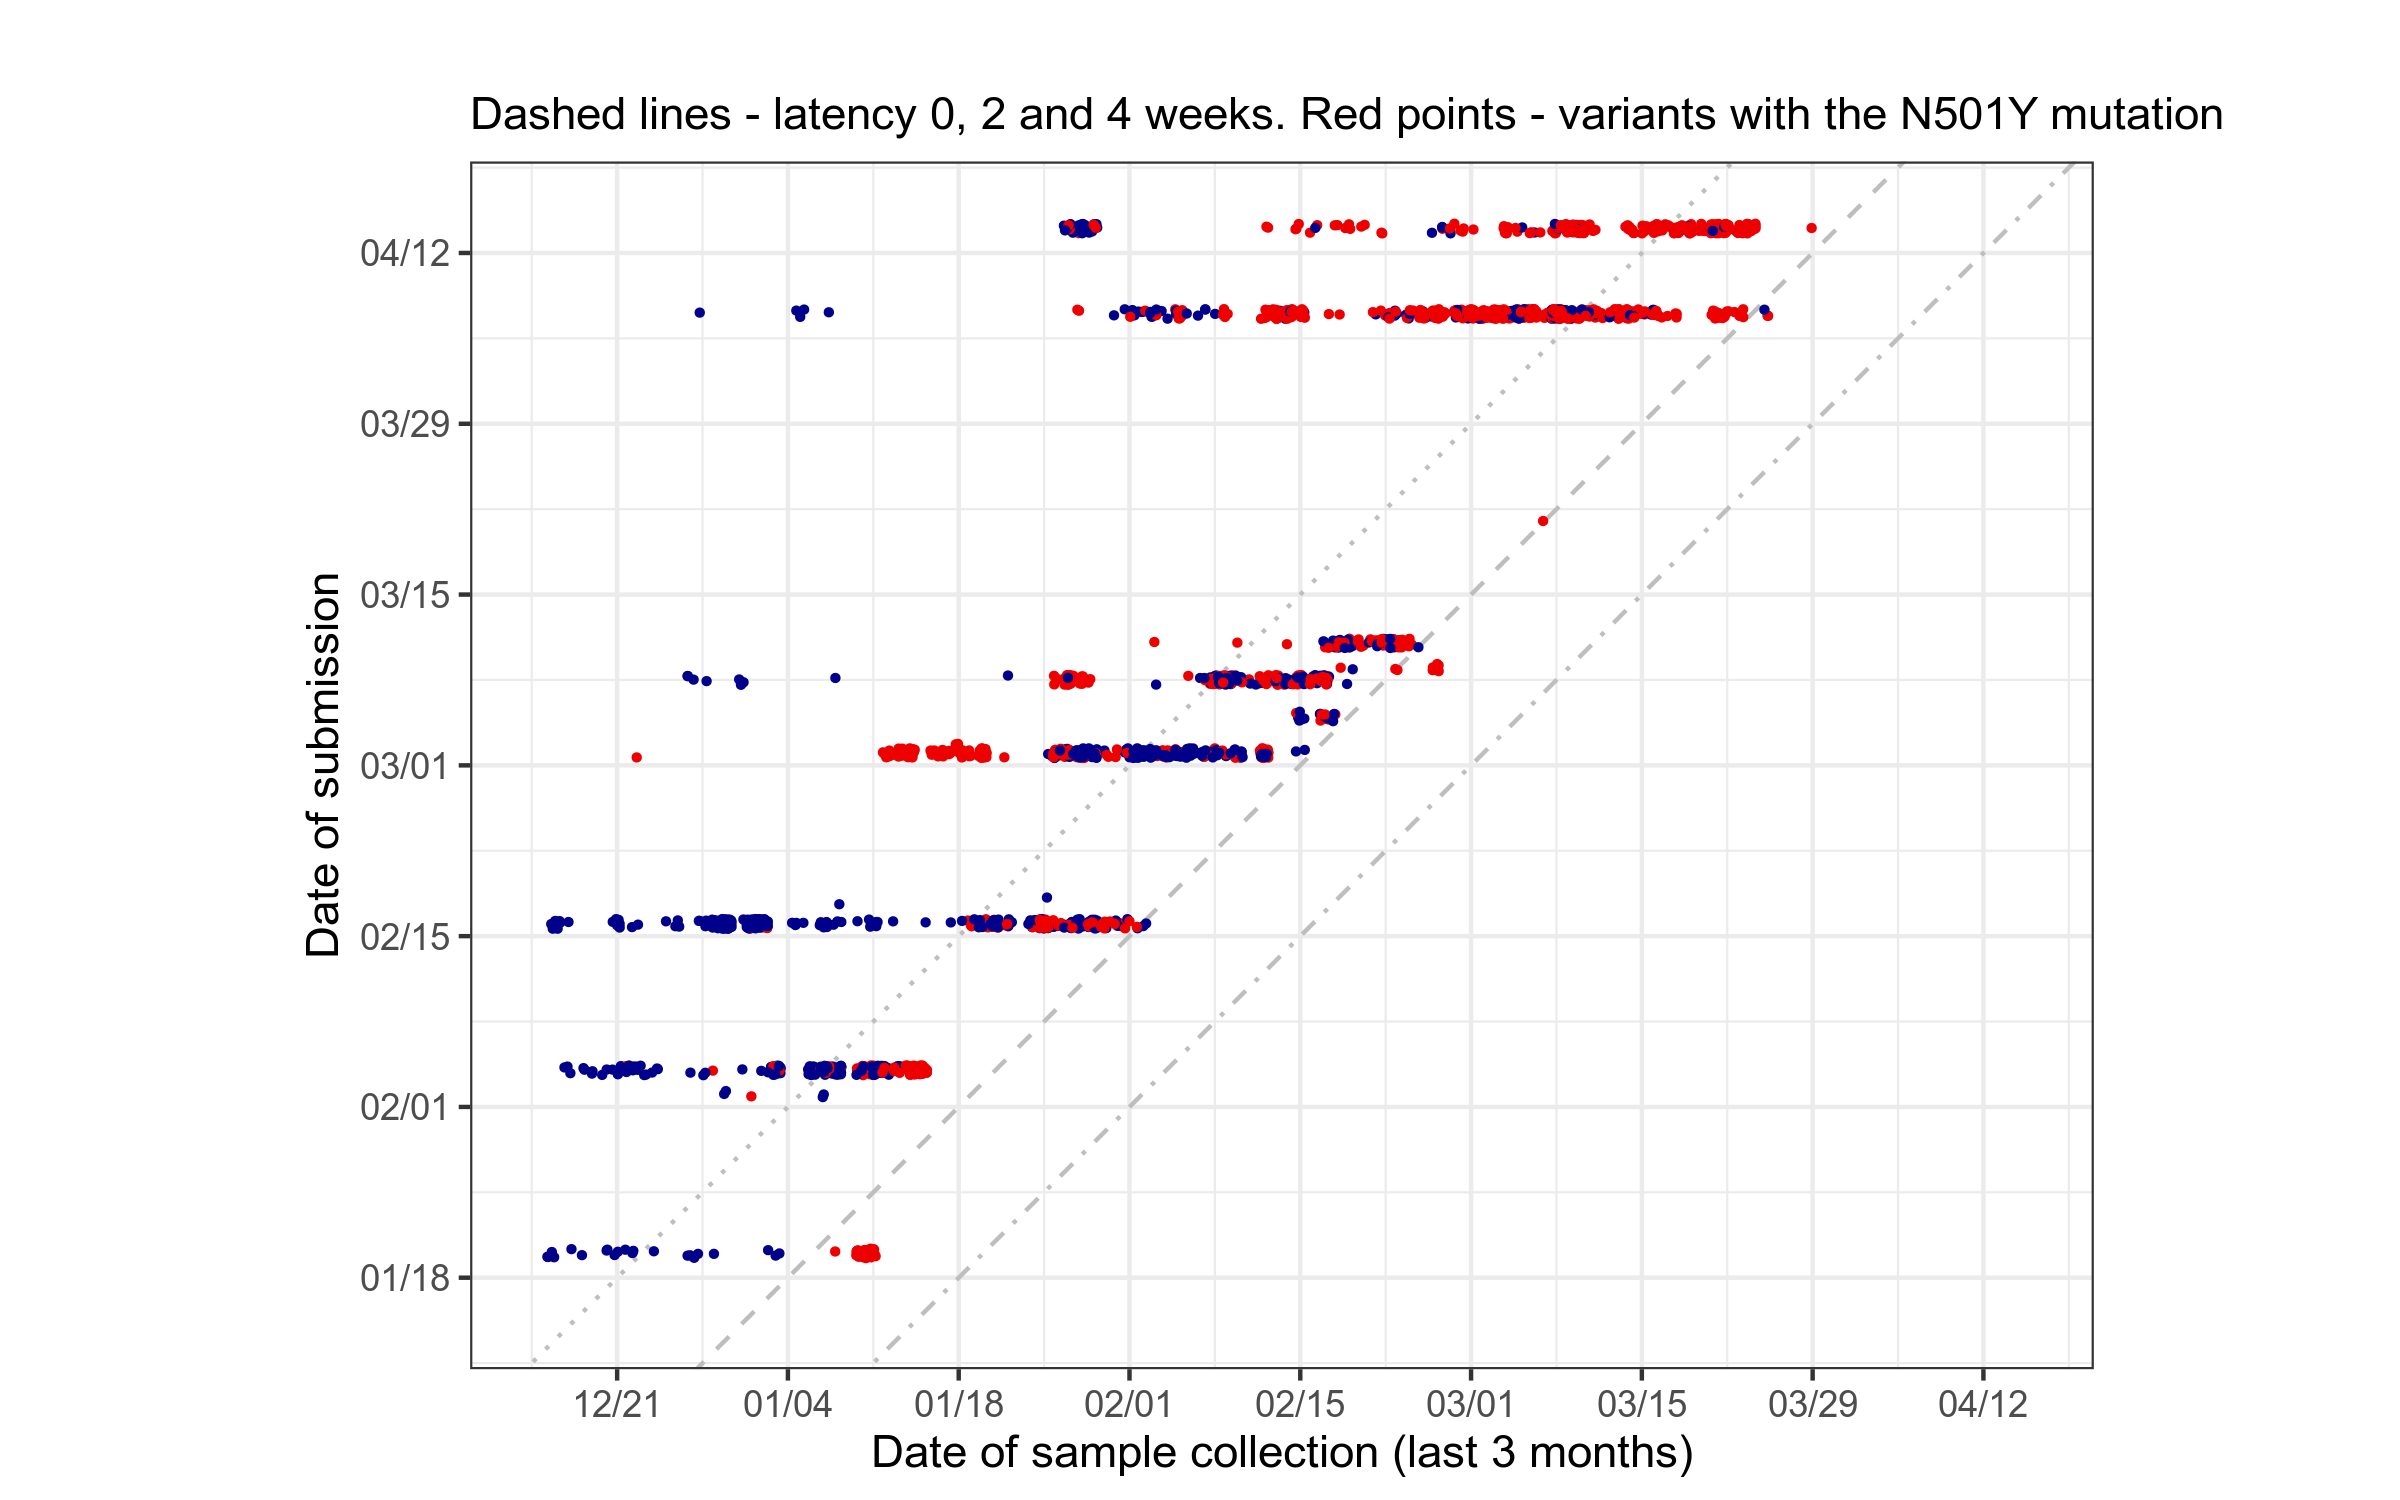 Dashed lines - latency 0, 2 and 4 weeks. Red points - variants with the N501Y mutation
04/12
03/29
03/15
03/01
02/15
02/01
01/18
Date of submission
12/21 01/04 01/18 02/01 02/15 03/01 03/15 03/29 04/12
Date of sample collection (last 3 months)